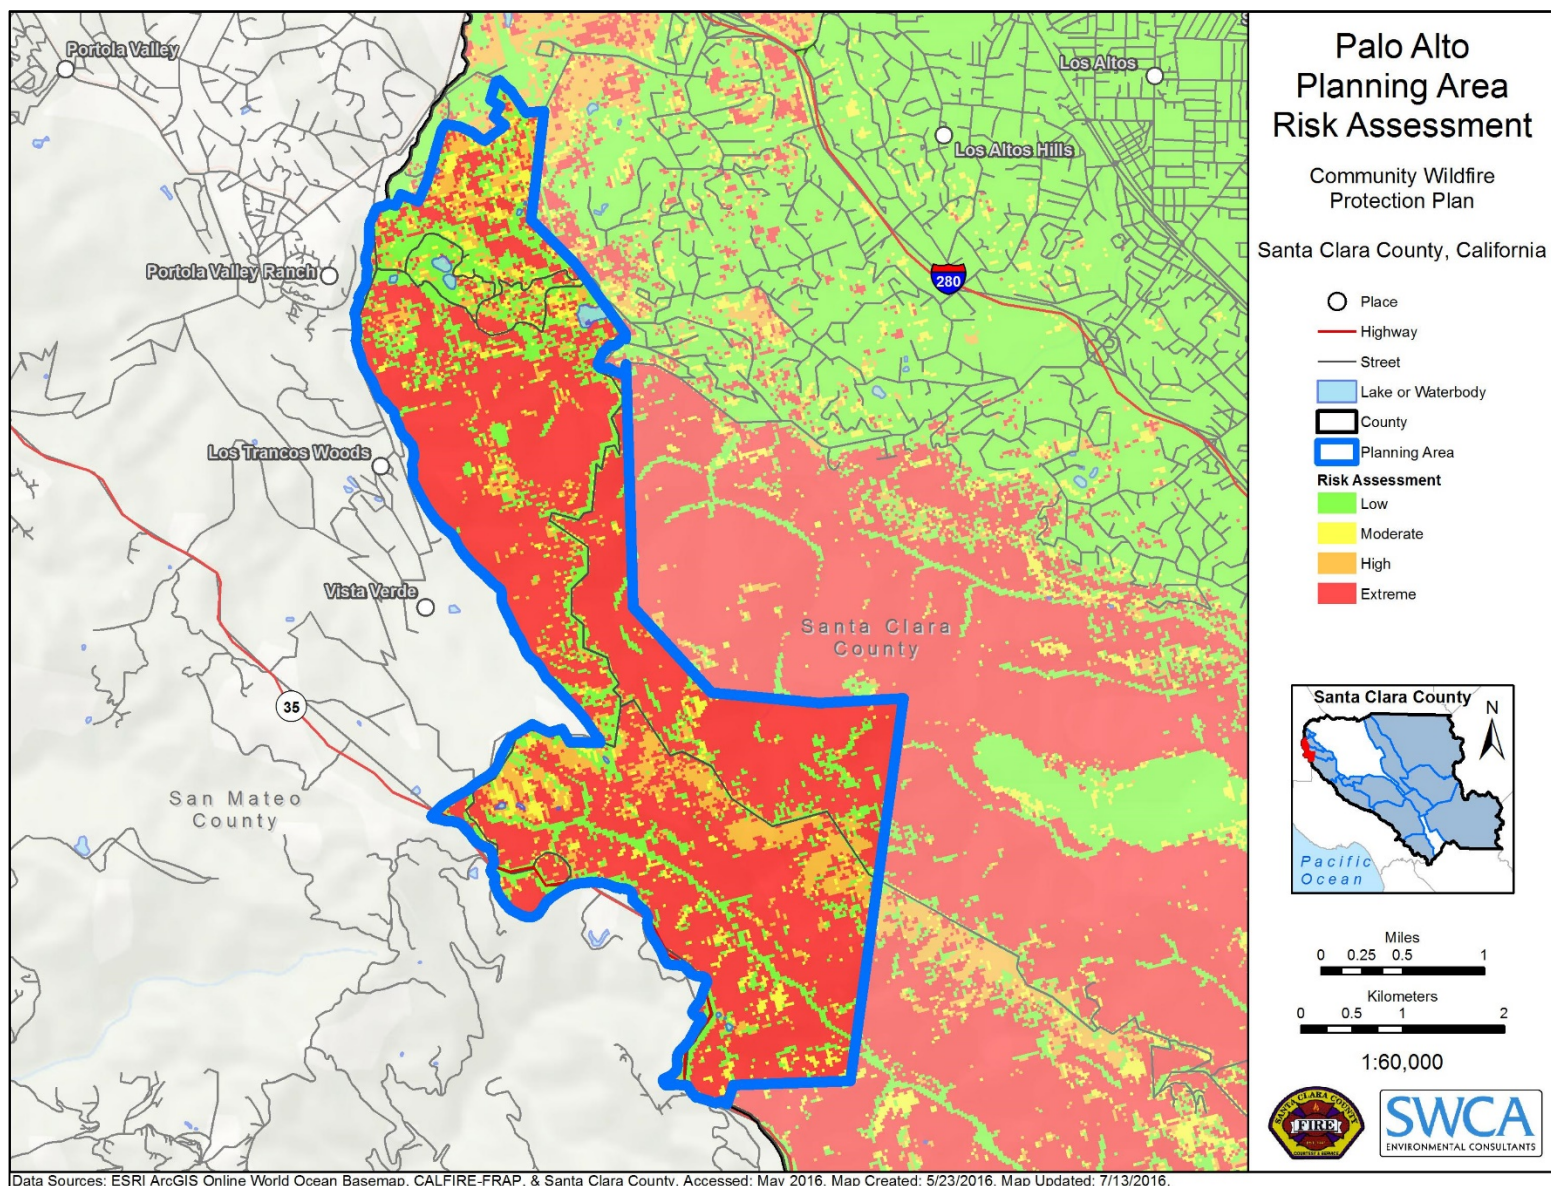 Palo Alto
Planning Area
Risk Assessment
Community Wildfire
Protection Plan
Santa Clara County, California
Place
Highway
Street
Lake or Waterbody
County
Planning Area
Risk Assessment
Low
Moderate
High
Extreme
Santa Clara County
N
Pacific
Ocean
Miles
0 0.25 0.5 1
Kilometers
0 0.5 1 2
1:60,000
SANTA CLARA COUNTY
FIRE
COURTESY & SERVICE
SWCA
ENVIRONMENTAL CONSULTANTS
Portola Valley
Los Altos
Los Altos Hills
Portola Valley Ranch
280
Los Trancos Woods
Vista Verde
Santa Clara
County
35
San Mateo
County
Data Sources: ESRI ArcGIS Online World Ocean Basemap, CALFIRE-FRAP, & Santa Clara County, Accessed: May 2016, Map Created: 5/23/2016, Map Updated: 7/13/2016.